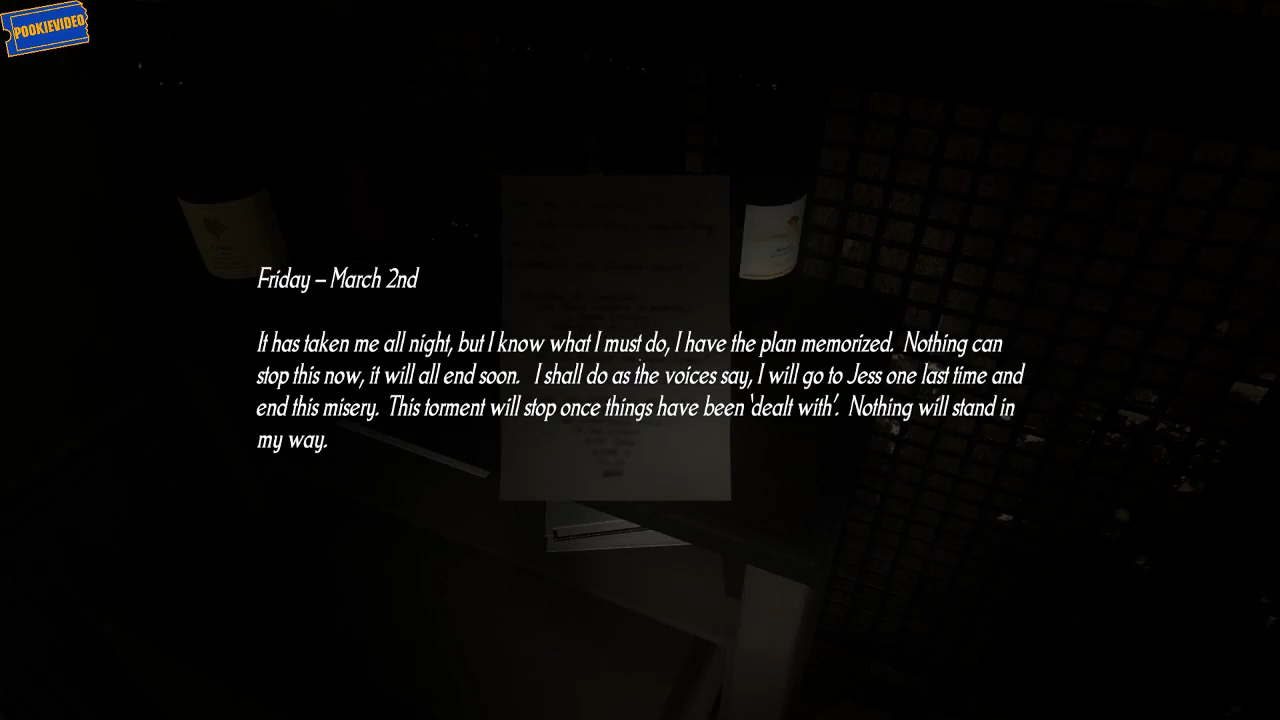 POOKIEVIDEO
Friday – March 2nd
It has taken me all night, but I know what I must do, I have the plan memorized.  Nothing can
stop this now, it will all end soon.   I shall do as the voices say, I will go to Jess one last time and
end this misery.  This torment will stop once things have been 'dealt with'.  Nothing will stand in
my way.